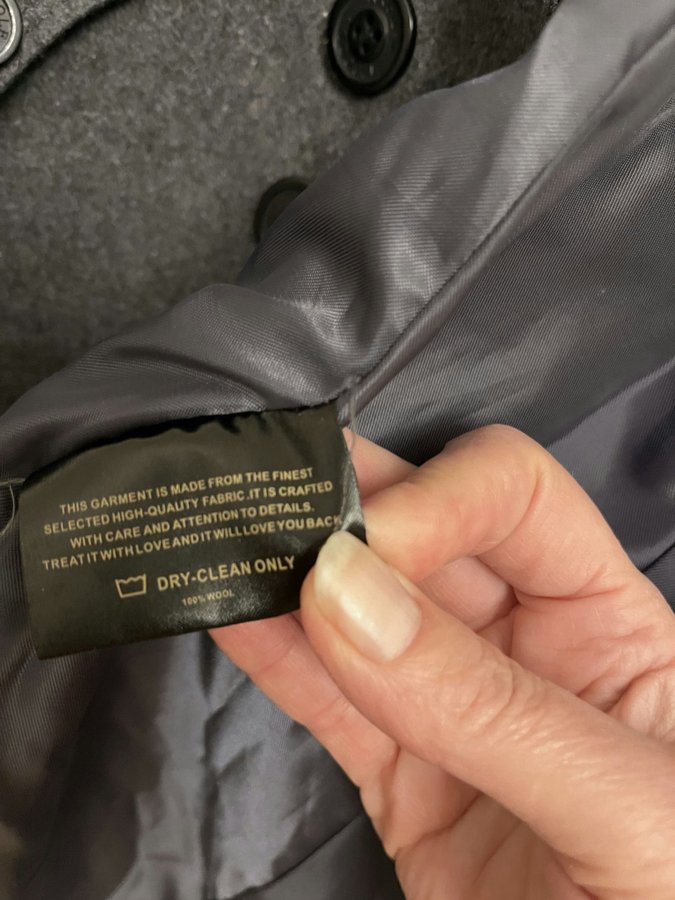 THIS GARMENT IS MADE FROM THE FINEST
SELECTED HIGH-QUALITY FABRIC.IT IS CRAFTED
WITH CARE AND ATTENTION TO DETAILS.
TREAT IT WITH LOVE AND IT WILL LOVE YOU BACK
DRY-CLEAN ONLY
100% WOOL